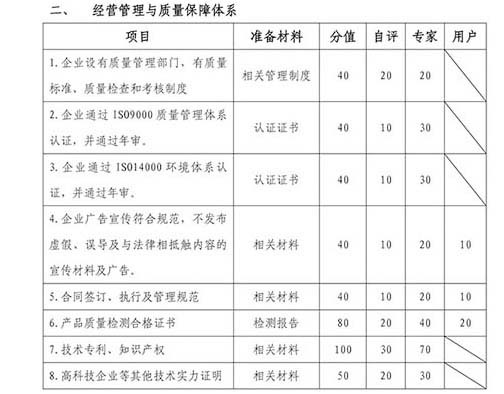 二、 经营管理与质量保障体系
项目 准备材料 分值 自评 专家 用户
1.企业设有质量管理部门，有质量
标准、质量检查和考核制度
相关管理制度 40 20 20
2.企业通过 ISO9000 质量管理体系
认证，并通过年审。
认证证书 40 10 30
3.企业通过 ISO14000 环境体系认
证，并通过年审。
认证证书 40 10 30
4.企业广告宣传符合规范，不发布
虚假、误导及与法律相抵触内容的
宣传材料及广告。
相关材料 40 10 20 10
5.合同签订、执行及管理规范 相关材料 40 10 20 10
6.产品质量检测合格证书 检测报告 80 20 40 20
7.技术专利、知识产权 相关材料 100 30 70
8.高科技企业等其他技术实力证明 相关材料 50 20 30